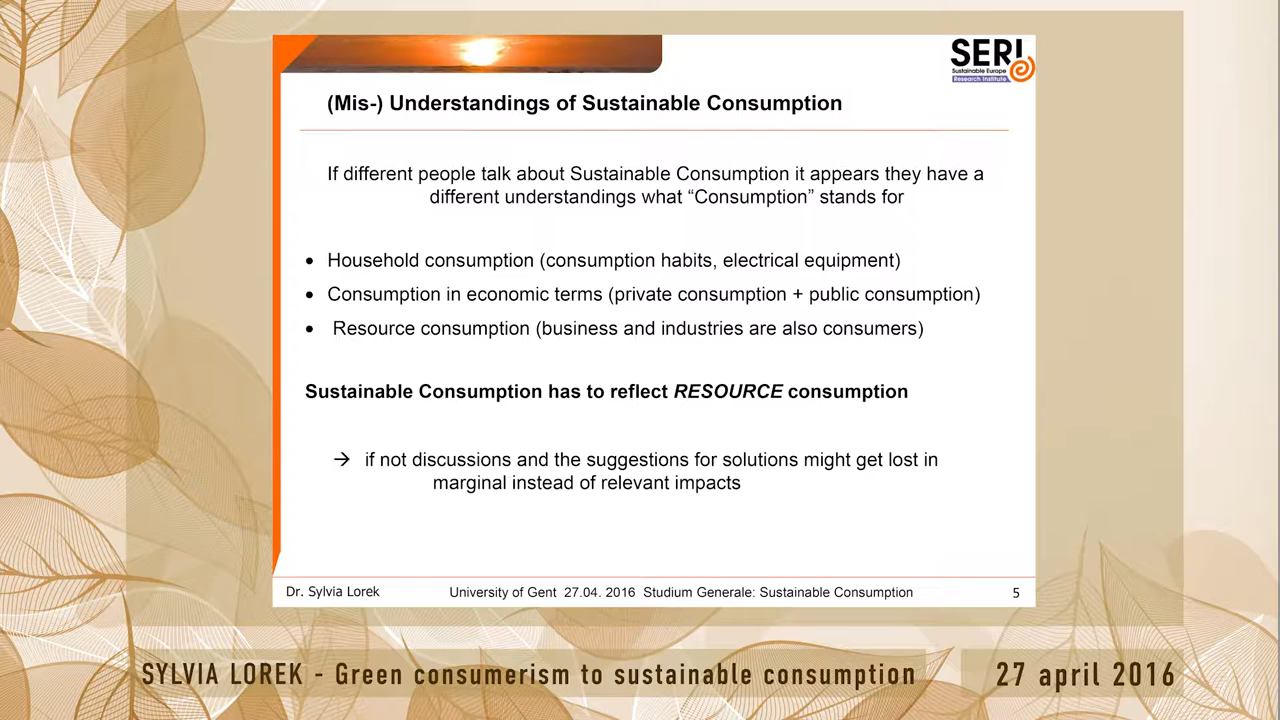 SERI
Sustainable Europe
Research Institute
(Mis-) Understandings of Sustainable Consumption
If different people talk about Sustainable Consumption it appears they have a
different understandings what “Consumption” stands for
• Household consumption (consumption habits, electrical equipment)
• Consumption in economic terms (private consumption + public consumption)
• Resource consumption (business and industries are also consumers)
Sustainable Consumption has to reflect RESOURCE consumption
→ if not discussions and the suggestions for solutions might get lost in
marginal instead of relevant impacts
Dr. Sylvia Lorek University of Gent 27.04. 2016 Studium Generale: Sustainable Consumption 5
SYLVIA LOREK - Green consumerism to sustainable consumption 27 april 2016